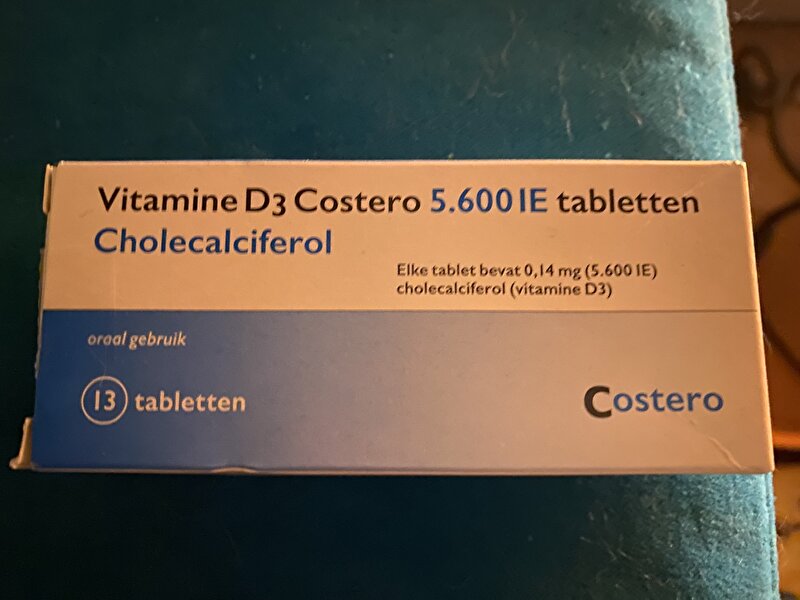 Vitamine D3 Costero 5.600 IE tabletten
Cholecalciferol
Elke tablet bevat 0,14 mg (5.600 IE)
cholecalciferol (vitamine D3)
oraal gebruik
13 tabletten
Costero